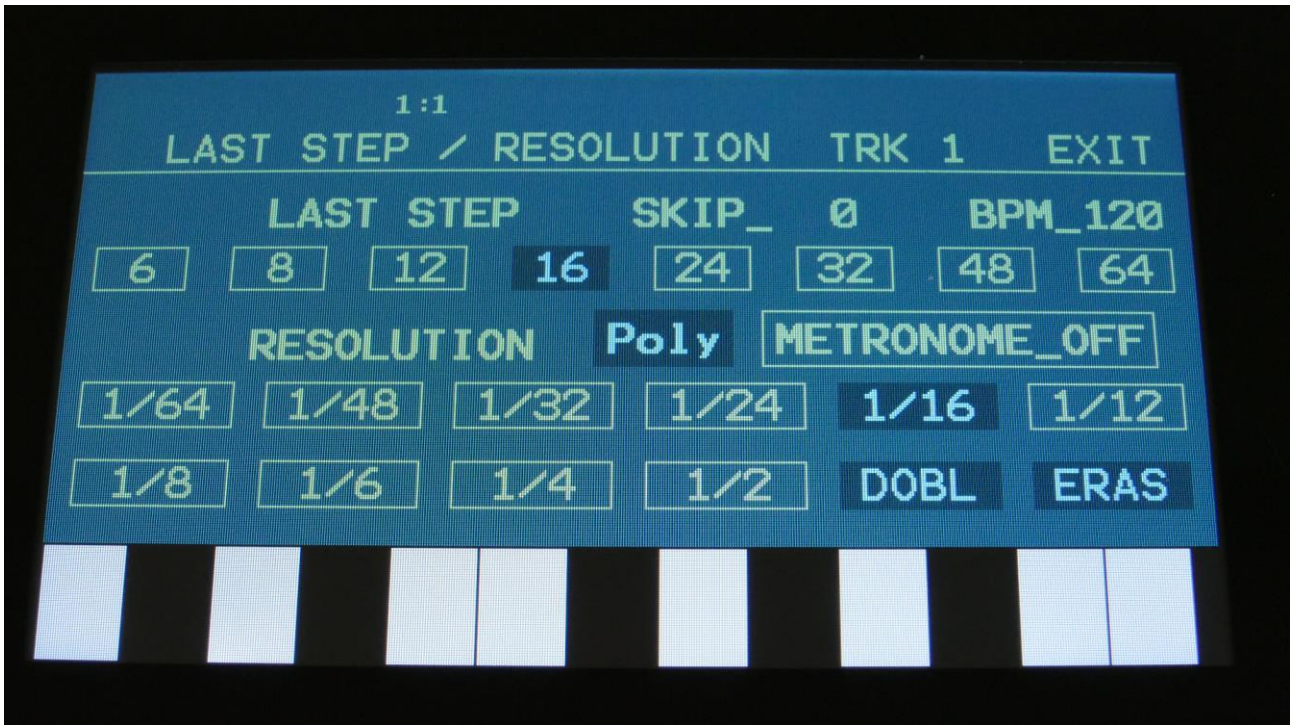 1:1
LAST STEP / RESOLUTION TRK 1 EXIT
LAST STEP SKIP_ 0 BPM_120
6 8 12 16 24 32 48 64
RESOLUTION Poly METRONOME_OFF
1/64 1/48 1/32 1/24 1/16 1/12
1/8 1/6 1/4 1/2 DOBL ERAS